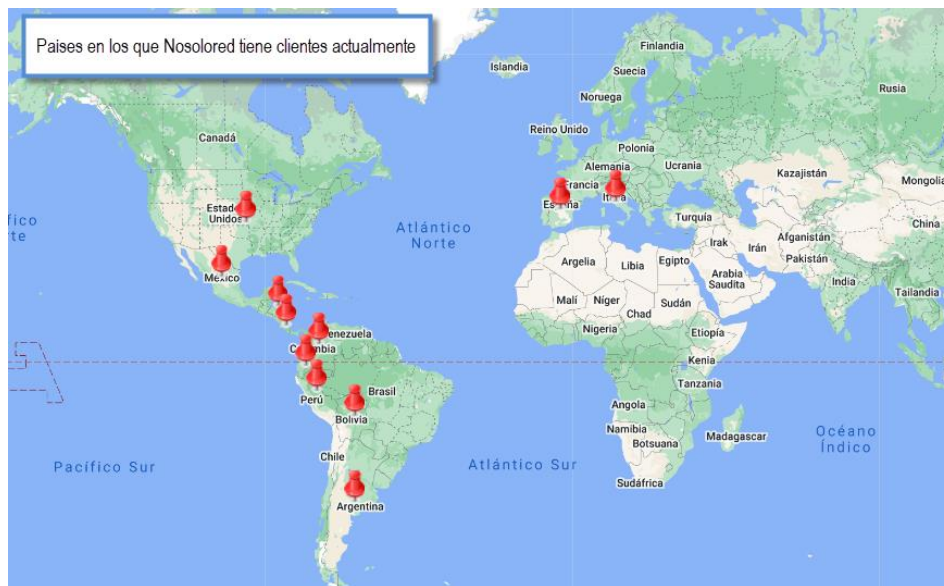 Paises en los que Nosolored tiene clientes actualmente
Finlandia
Islandia
Suecia
Rusia
Noruega
Canadá
Reino Unido
Polonia
Alemania
Ucrania
Kazajistán
Mongolia
Francia
Estados
Unidos
Turquía
China
Atlántico
Norte
Irak
Irán
Afganistán
Pakistán
Argelia
Libia
Egipto
Arabia
Saudita
México
India
Malí
Níger
Sudán
Chad
Tailandia
Nigeria
Etiopía
Kenia
Tanzania
Brasil
Perú
Angola
Bolivia
Namibia
Botsuana
Madagascar
Océano
Índico
Chile
Pacífico Sur
Atlántico Sur
Sudáfrica
Argentina